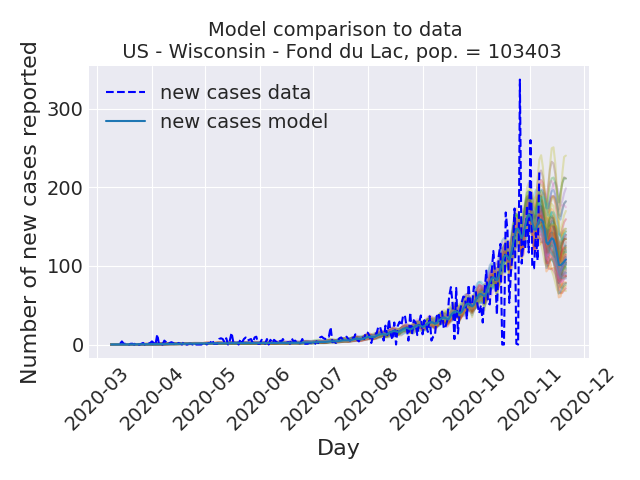 Model comparison to data
US - Wisconsin - Fond du Lac, pop. = 103403
Number of new cases reported
new cases data
new cases model
300
200
100
0
2020-03
2020-04
2020-05
2020-06
2020-07
2020-08
2020-09
2020-10
2020-11
2020-12
Day